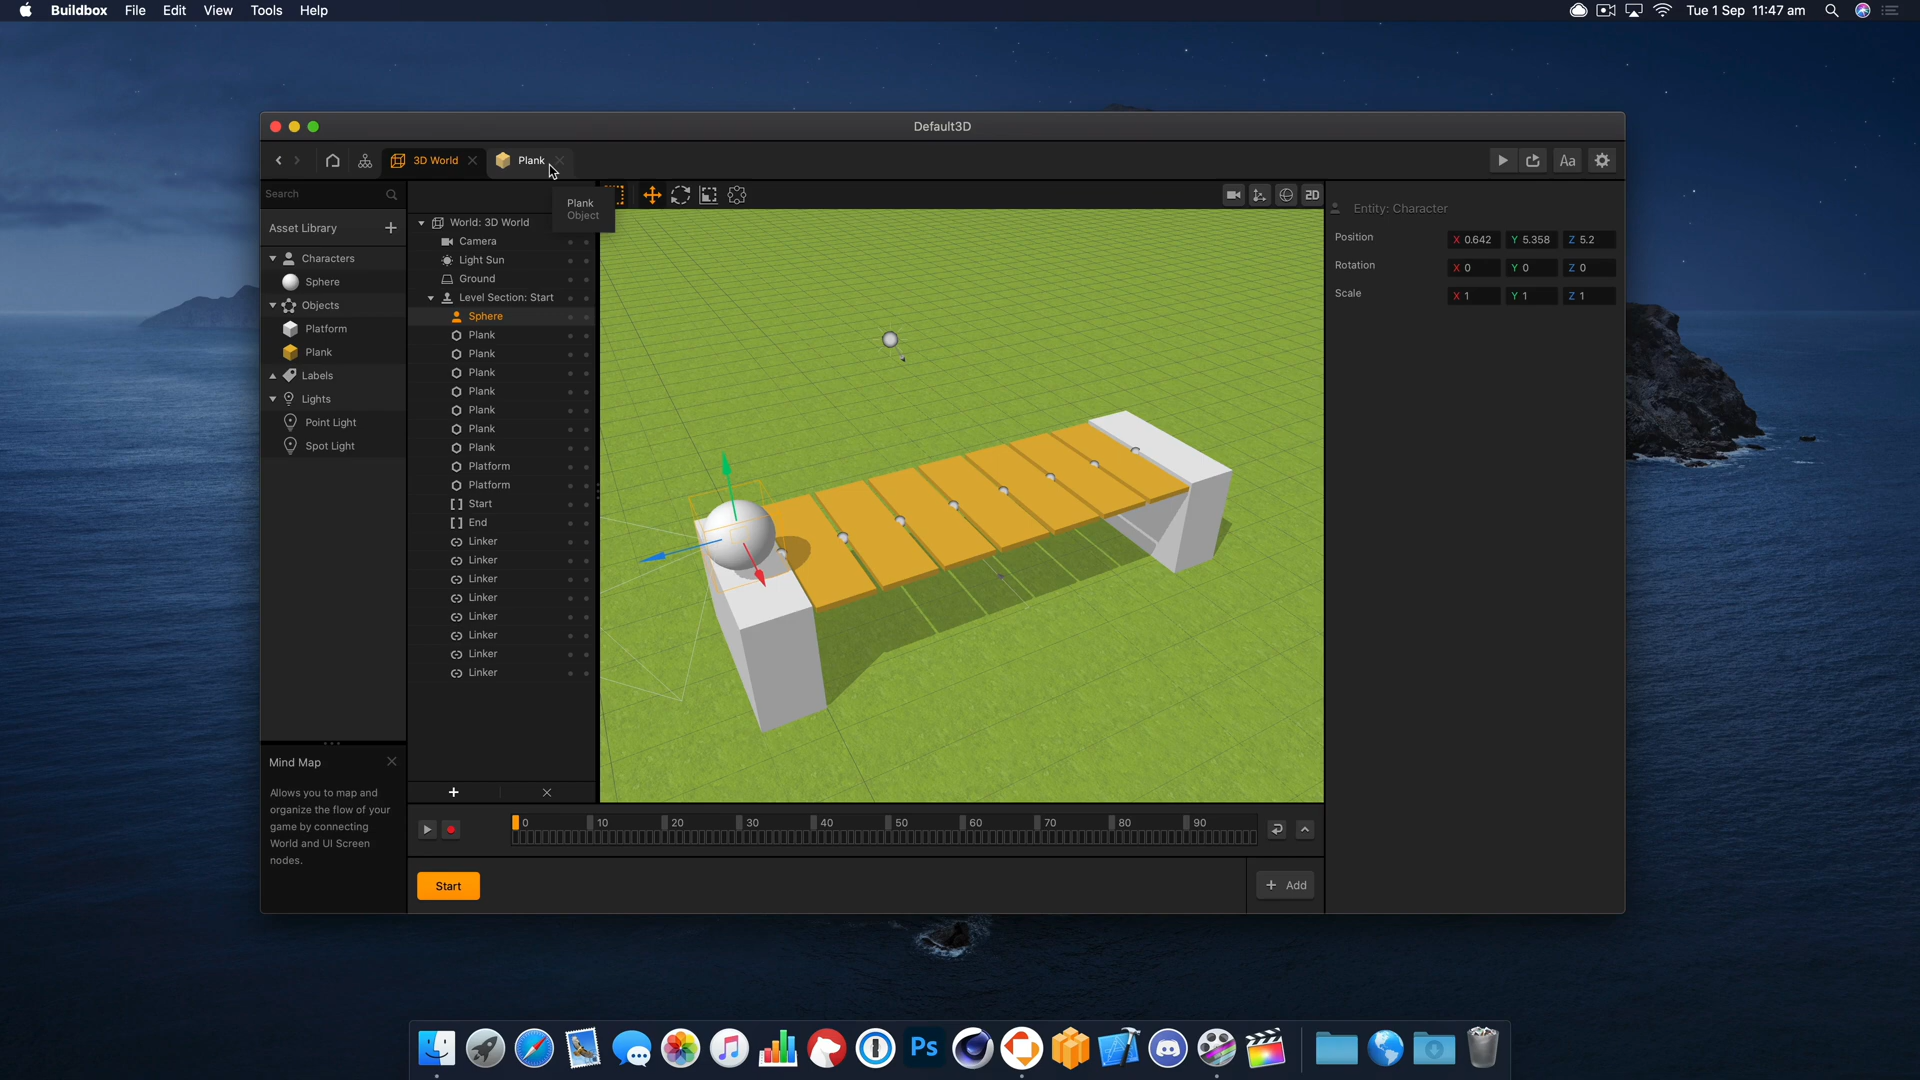 Buildbox File Edit View Tools Help
Tue 1 Sep 11:47 am
Default3D
3D World
Plank
Aa
Search
Plank
Object
2D
Asset Library
Characters
Sphere
Objects
Platform
Plank
Labels
Lights
Point Light
Spot Light
World: 3D World
Camera
Light Sun
Ground
Level Section: Start
Sphere
Plank
Plank
Plank
Plank
Plank
Plank
Plank
Platform
Platform
Start
End
Linker
Linker
Linker
Linker
Linker
Linker
Linker
Linker
Entity: Character
Position X 0.642 Y 5.358 Z 5.2
Rotation X 0 Y 0 Z 0
Scale X 1 Y 1 Z 1
Mind Map
Allows you to map and
organize the flow of your
game by connecting
World and UI Screen
nodes.
0 10 20 30 40 50 60 70 80 90
Start
Add
Ps